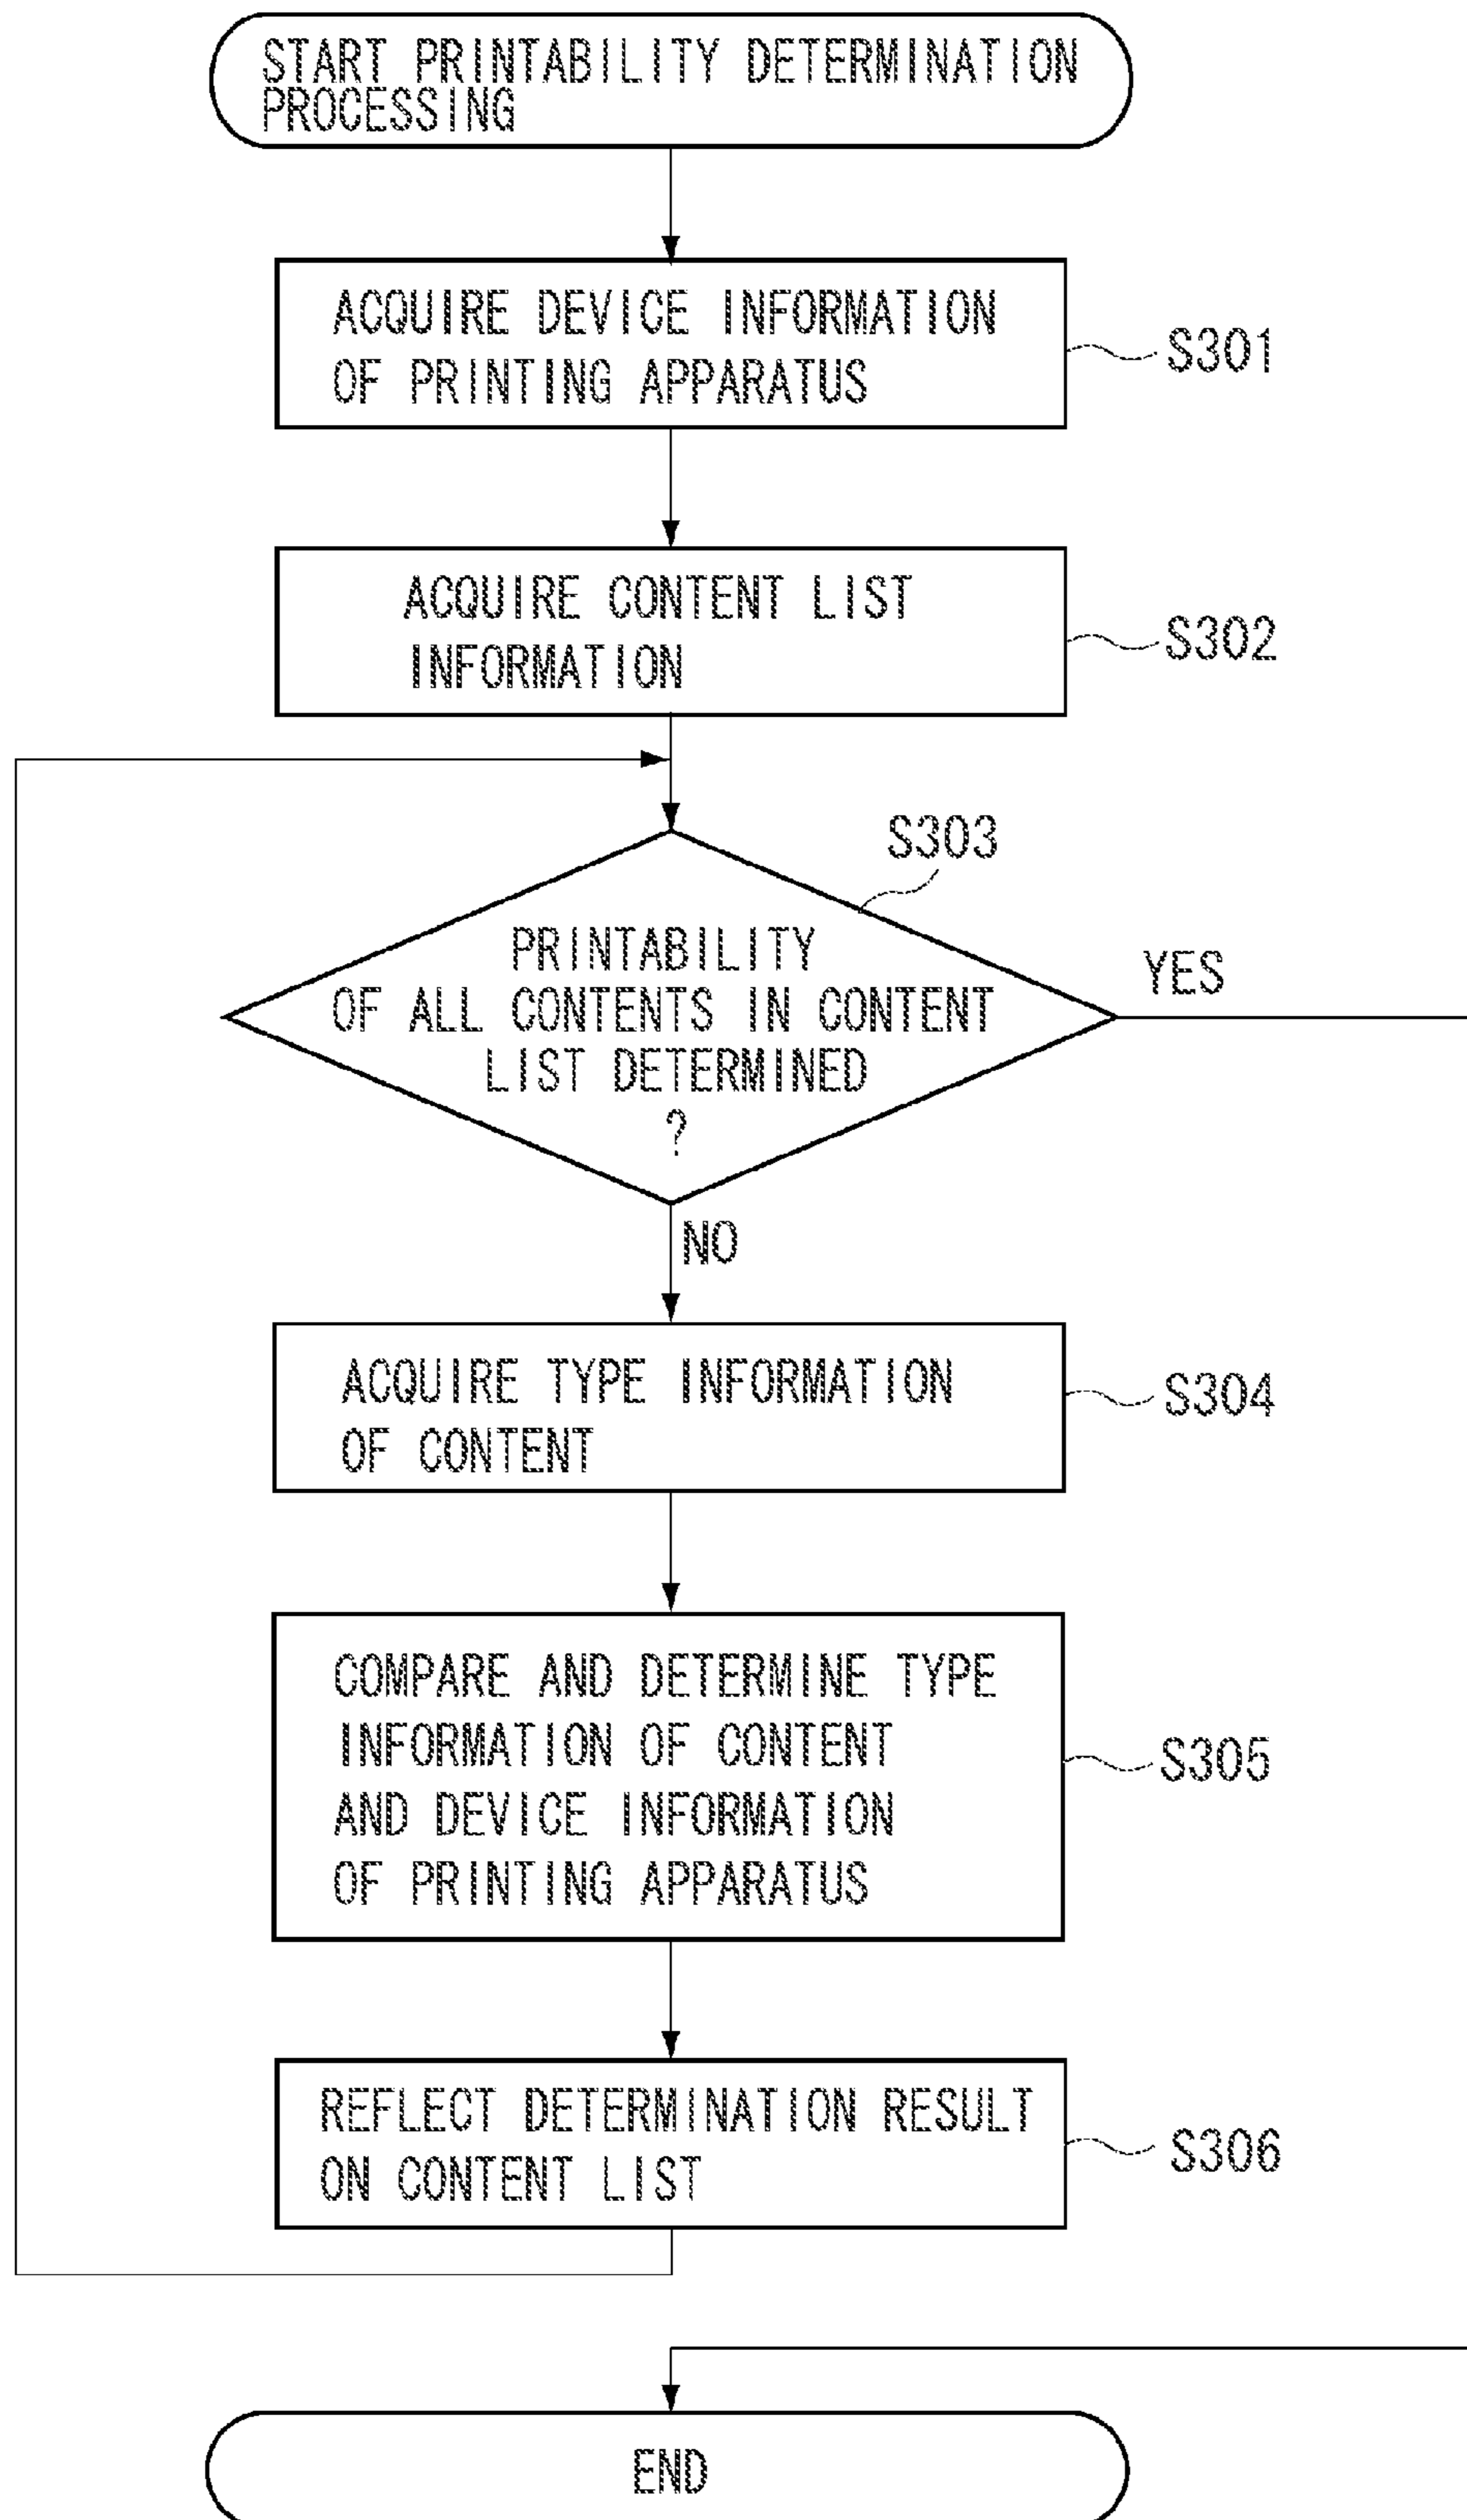 START PRINTABILITY DETERMINATION
PROCESSING
ACQUIRE DEVICE INFORMATION
OF PRINTING APPARATUS
S301
ACQUIRE CONTENT LIST
INFORMATION
S302
S303
PRINTABILITY
OF ALL CONTENTS IN CONTENT
LIST DETERMINED
?
YES
NO
ACQUIRE TYPE INFORMATION
OF CONTENT
S304
COMPARE AND DETERMINE TYPE
INFORMATION OF CONTENT
AND DEVICE INFORMATION
OF PRINTING APPARATUS
S305
REFLECT DETERMINATION RESULT
ON CONTENT LIST
S306
END